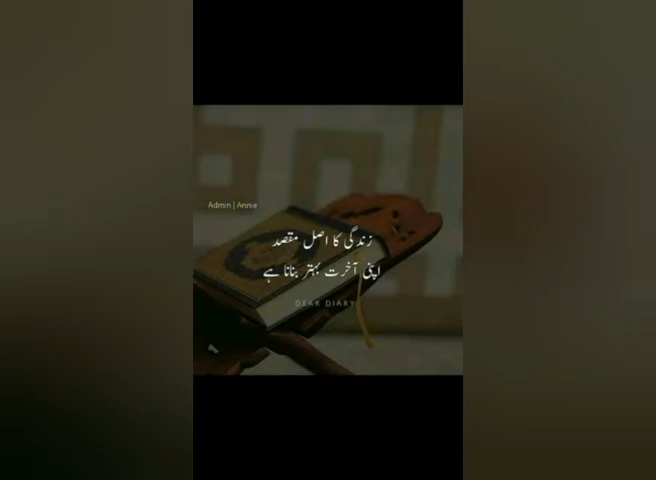 Admin | Annie
زندگی کا اصل مقصد
اپنی آخرت بہتر بنانا ہے
DEAR DIARY